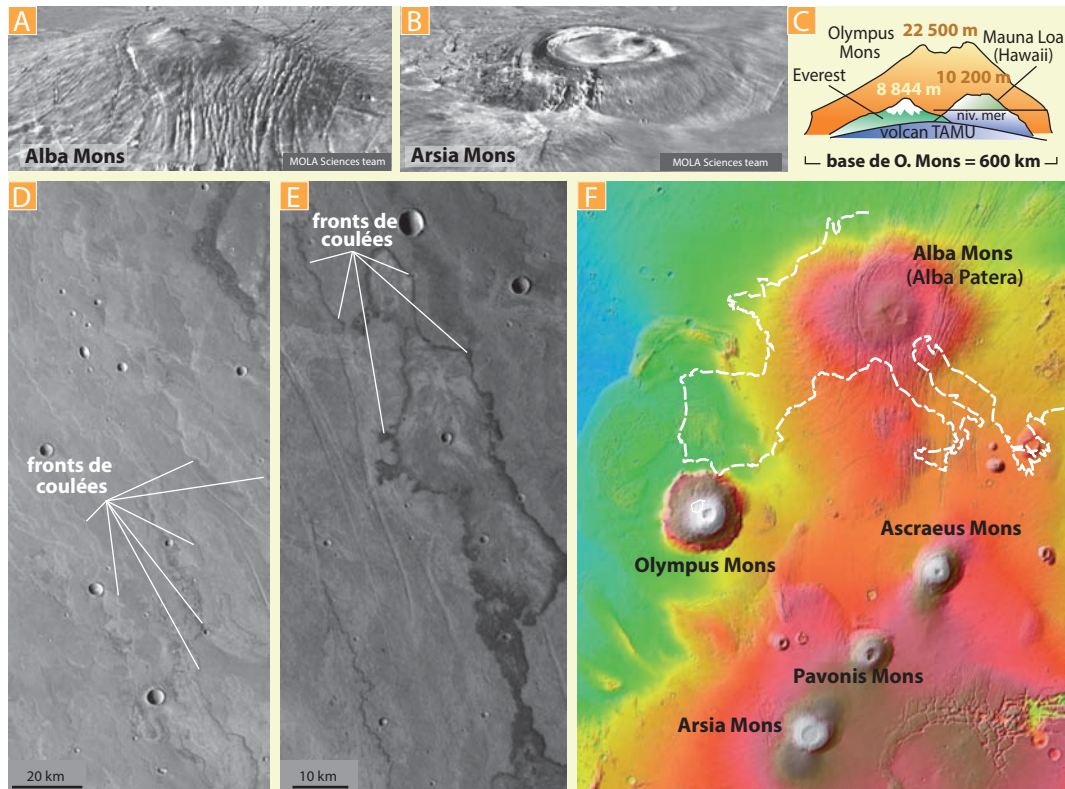 A
Alba Mons
MOLA Sciences team
B
Arsia Mons
MOLA Sciences team
C
Olympus
Mons
22 500 m
Mauna Loa
(Hawaii)
Everest
10 200 m
8 844 m
niv. mer
volcan TAMU
base de O. Mons = 600 km
D
fronts de
coulées
20 km
E
fronts de
coulées
10 km
F
Alba Mons
(Alba Patera)
Olympus Mons
Ascraeus Mons
Pavonis Mons
Arsia Mons